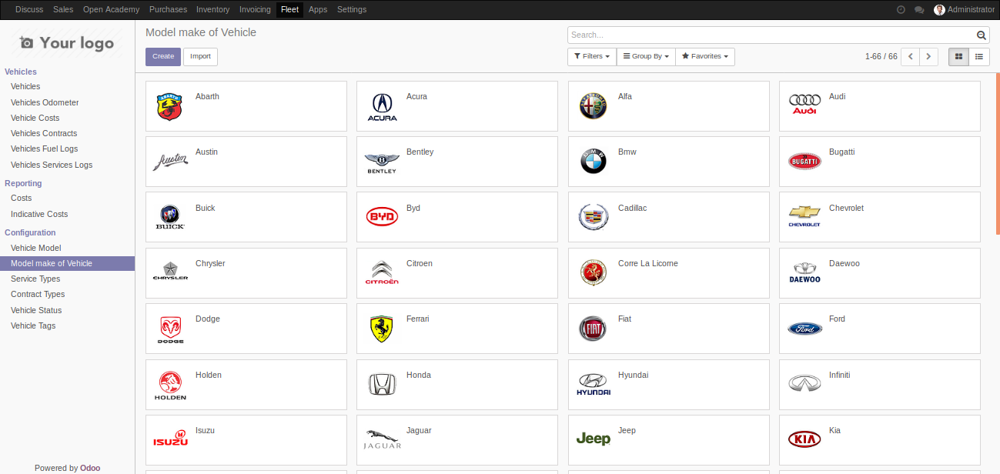 Discuss Sales Open Academy Purchases Inventory Invoicing Fleet Apps Settings Administrator
Your logo
Vehicles
Vehicles
Vehicles Odometer
Vehicle Costs
Vehicles Contracts
Vehicles Fuel Logs
Vehicles Services Logs
Reporting
Costs
Indicative Costs
Configuration
Vehicle Model
Model make of Vehicle
Service Types
Contract Types
Vehicle Status
Vehicle Tags
Powered by Odoo
Model make of Vehicle
Search...
Create Import
Filters Group By Favorites
1-66 / 66
ABARTH Abarth
ACURA Acura
Alfa
Audi Audi
Austin Austin
BENTLEY Bentley
BMW Bmw
BUGATTI Bugatti
BUICK Buick
BYD Byd
Cadillac
CHEVROLET Chevrolet
CHRYSLER Chrysler
CITROËN Citroen
Corre La Licorne
DAEWOO Daewoo
DODGE Dodge
Ferrari
FIAT Fiat
Ford Ford
HOLDEN Holden
Honda
HYUNDAI Hyundai
Infiniti
ISUZU Isuzu
JAGUAR Jaguar
Jeep Jeep
KIA Kia